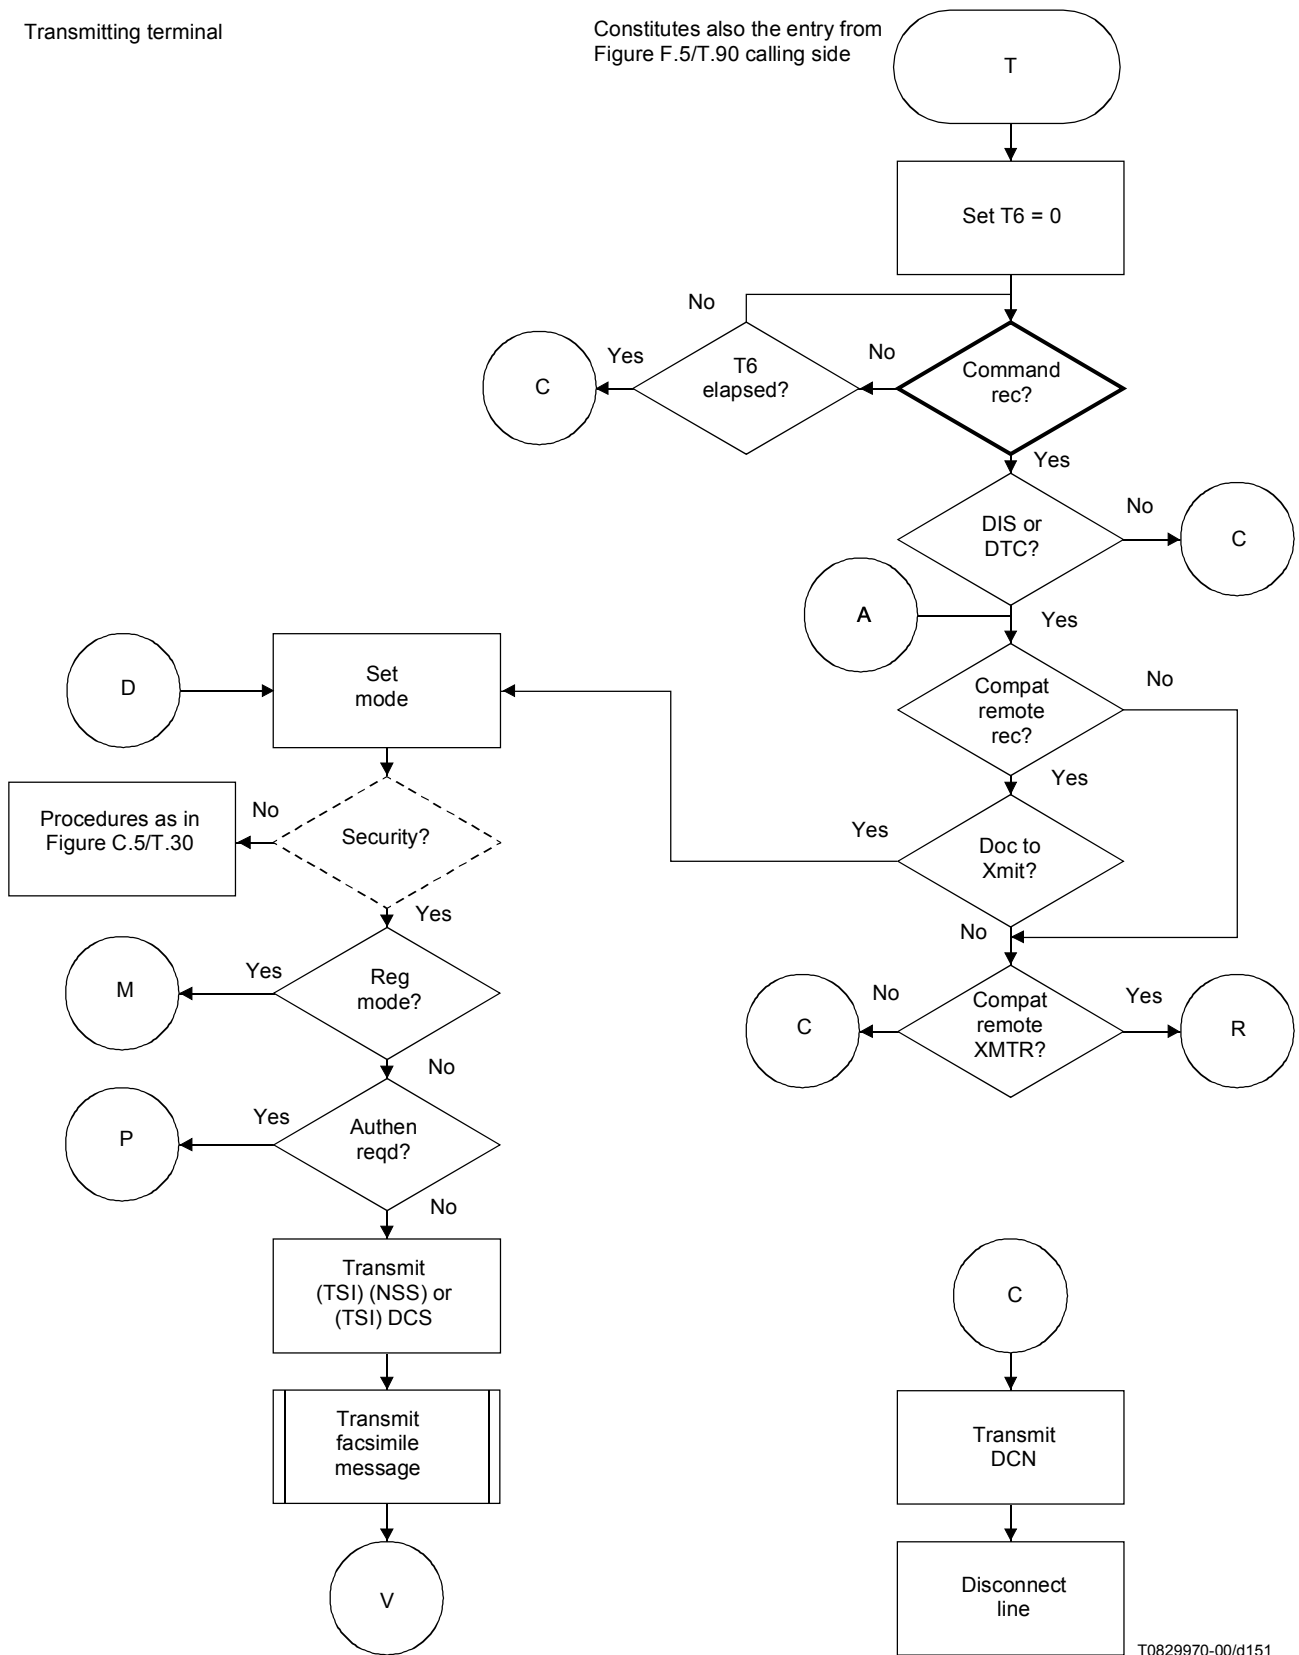 Transmitting terminal
Constitutes also the entry from
Figure F.5/T.90 calling side
T
Set T6 = 0
No
C
Yes
T6
elapsed?
No
Command
rec?
Yes
DIS or
DTC?
No
C
A
Yes
D
Set
mode
Compat
remote
rec?
No
Yes
Procedures as in
Figure C.5/T.30
No
Security?
Yes
Doc to
Xmit?
Yes
No
M
Yes
Reg
mode?
C
No
Compat
remote
XMTR?
Yes
R
No
P
Yes
Authen
reqd?
No
Transmit
(TSI) (NSS) or
(TSI) DCS
C
Transmit
facsimile
message
Transmit
DCN
V
Disconnect
line
T0829970-00/d151